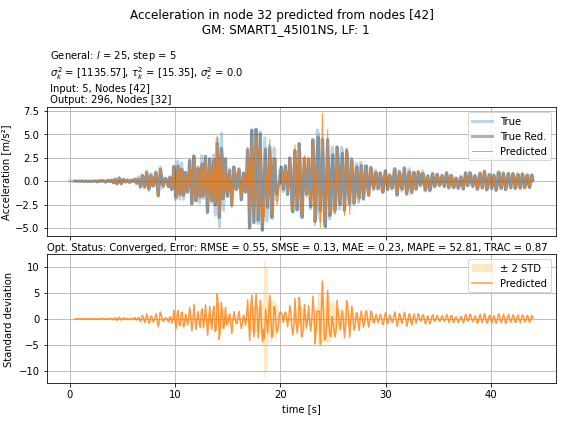 Acceleration in node 32 predicted from nodes [42]
GM: SMART1_45I01NS, LF: 1
General: l = 25, step = 5
σ²ₖ = [1135.57], τ²ₖ = [15.35], σ²ε = 0.0
Input: 5, Nodes [42]
Output: 296, Nodes [32]
Acceleration [m/s²]
7.5
5.0
2.5
0.0
−2.5
−5.0
True
True Red.
Predicted
Opt. Status: Converged, Error: RMSE = 0.55, SMSE = 0.13, MAE = 0.23, MAPE = 52.81, TRAC = 0.87
Standard deviation
10
5
0
−5
−10
± 2 STD
Predicted
0 10 20 30 40
time [s]